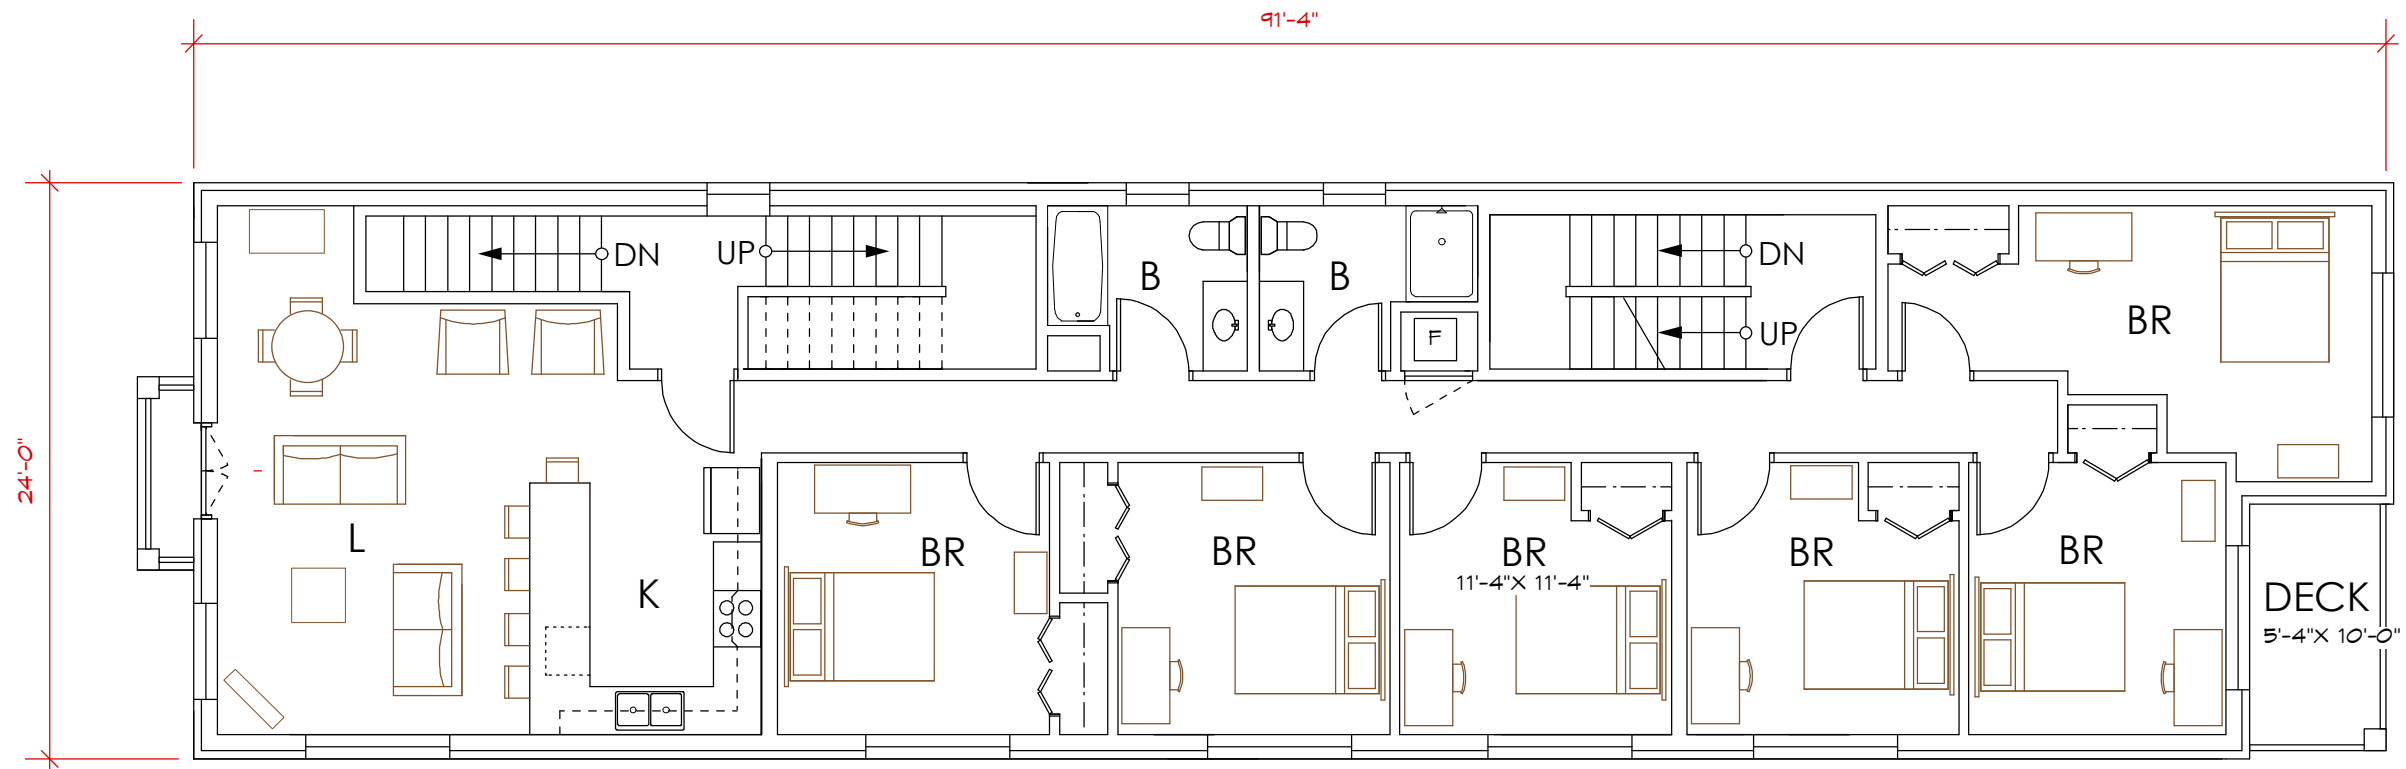 91'-4"
24'-0"
DN
UP
B
B
DN
UP
F
BR
L
K
BR
BR
BR
11'-4"X 11'-4"
BR
BR
DECK
5'-4"X 10'-0"